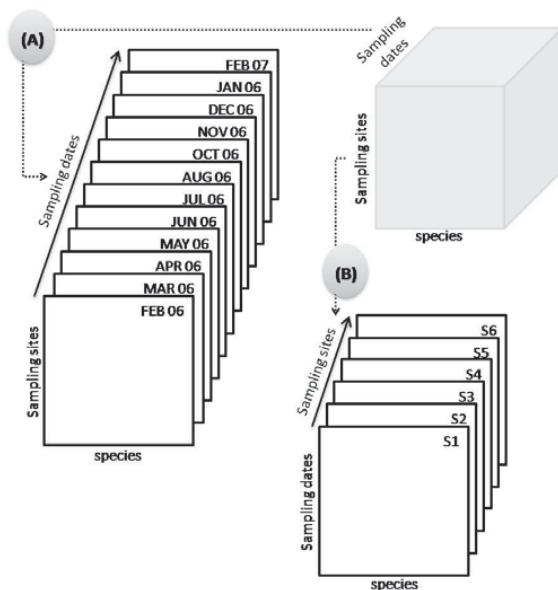 (A)
Sampling dates
FEB 07
JAN 06
DEC 06
NOV 06
OCT 06
AUG 06
JUL 06
JUN 06
MAY 06
APR 06
MAR 06
FEB 06
Sampling sites
species
Sampling
dates
Sampling sites
species
(B)
Sampling sites
S6
S5
S4
S3
S2
S1
Sampling dates
species